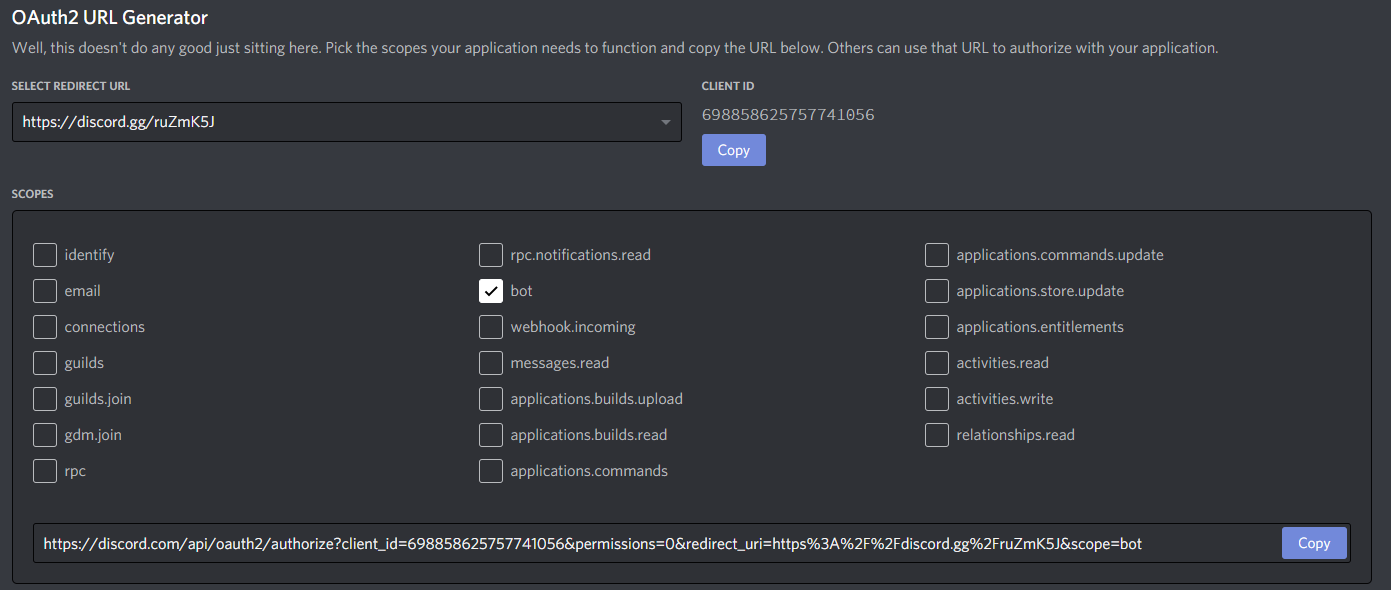 OAuth2 URL Generator
Well, this doesn't do any good just sitting here. Pick the scopes your application needs to function and copy the URL below. Others can use that URL to authorize with your application.
SELECT REDIRECT URL
https://discord.gg/ruZmK5J
CLIENT ID
698858625757741056
Copy
SCOPES
identify
email
connections
guilds
guilds.join
gdm.join
rpc
rpc.notifications.read
bot
webhook.incoming
messages.read
applications.builds.upload
applications.builds.read
applications.commands
applications.commands.update
applications.store.update
applications.entitlements
activities.read
activities.write
relationships.read
https://discord.com/api/oauth2/authorize?client_id=698858625757741056&permissions=0&redirect_uri=https%3A%2F%2Fdiscord.gg%2FruZmK5J&scope=bot
Copy